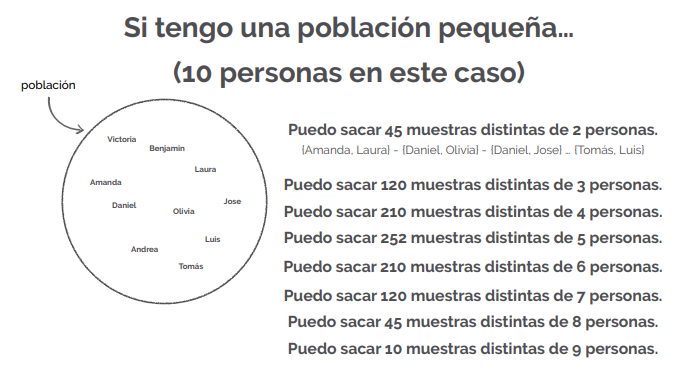 Si tengo una población pequeña...
(10 personas en este caso)
población
Victoria
Benjamin
Laura
Amanda
Daniel
Olivia
Jose
Luis
Andrea
Tomás
Puedo sacar 45 muestras distintas de 2 personas.
{Amanda, Laura} - {Daniel, Olivia} - {Daniel, Jose} ... {Tomás, Luis}
Puedo sacar 120 muestras distintas de 3 personas.
Puedo sacar 210 muestras distintas de 4 personas.
Puedo sacar 252 muestras distintas de 5 personas.
Puedo sacar 210 muestras distintas de 6 personas.
Puedo sacar 120 muestras distintas de 7 personas.
Puedo sacar 45 muestras distintas de 8 personas.
Puedo sacar 10 muestras distintas de 9 personas.